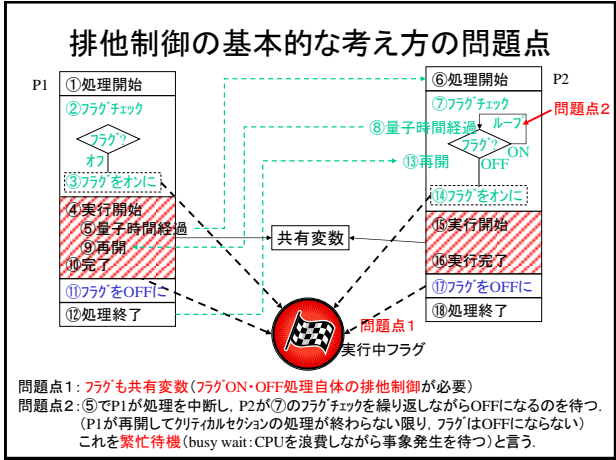 排他制御の基本的な考え方の問題点
P1
①処理開始
②フラグチェック
フラグ?
オフ
③フラグをオンに
④実行開始
⑤量子時間経過
⑨再開
⑩完了
⑪フラグをOFFに
⑫処理終了
P2
⑥処理開始
⑦フラグチェック
ループ
問題点2
⑧量子時間経過
フラグ?
ON
OFF
⑬再開
⑭フラグをオンに
⑮実行開始
⑯実行完了
⑰フラグをOFFに
⑱処理終了
共有変数
問題点1
実行中フラグ
問題点1: フラグも共有変数(フラグON・OFF処理自体の排他制御が必要)
問題点2:⑤でP1が処理を中断し,P2が⑦のフラグチェックを繰り返しながらOFFになるのを待つ.
(P1が再開してクリティカルセクションの処理が終わらない限り,フラグはOFFにならない)
これを繁忙待機(busy wait:CPUを浪費しながら事象発生を待つ)と言う.